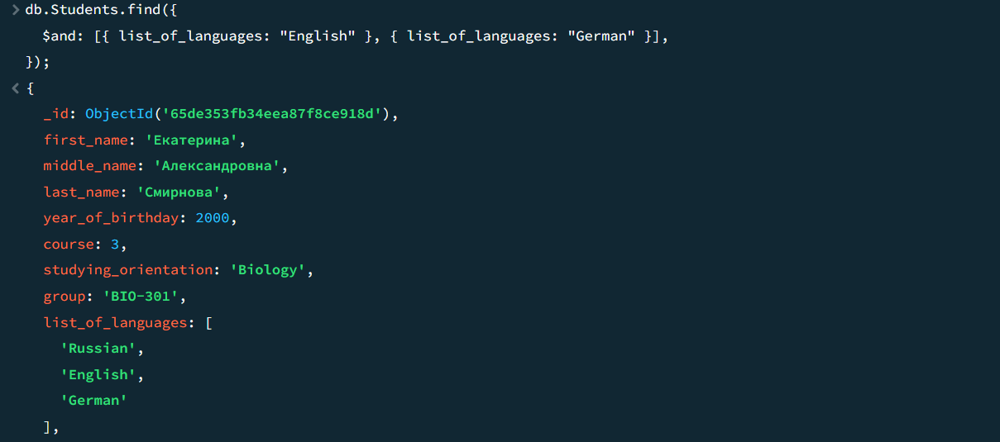 > db.Students.find({
$and: [{ list_of_languages: "English" }, { list_of_languages: "German" }],
});
< {
_id: ObjectId('65de353fb34eea87f8ce918d'),
first_name: 'Екатерина',
middle_name: 'Александровна',
last_name: 'Смирнова',
year_of_birthday: 2000,
course: 3,
studying_orientation: 'Biology',
group: 'BIO-301',
list_of_languages: [
'Russian',
'English',
'German'
],